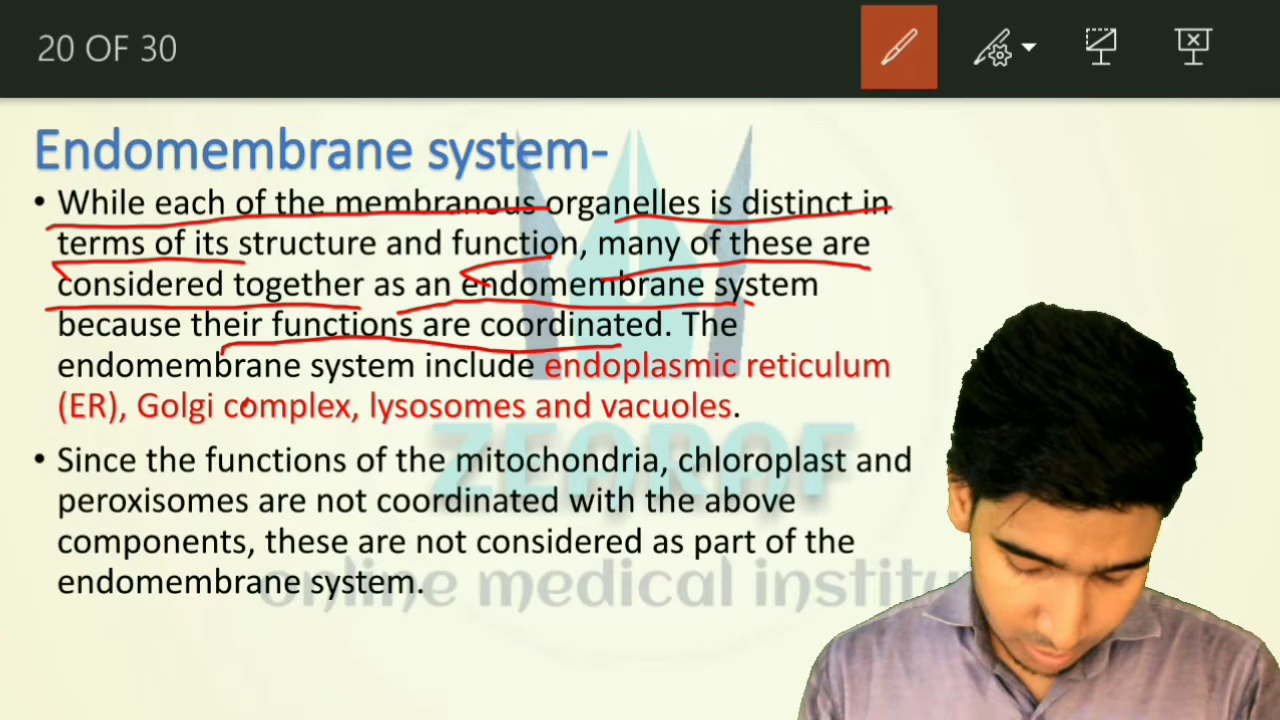 20 OF 30
Endomembrane system-
• While each of the membranous organelles is distinct in
terms of its structure and function, many of these are
considered together as an endomembrane system
because their functions are coordinated. The
endomembrane system include endoplasmic reticulum
(ER), Golgi complex, lysosomes and vacuoles.
• Since the functions of the mitochondria, chloroplast and
peroxisomes are not coordinated with the above
components, these are not considered as part of the
endomembrane system.
online medical institu